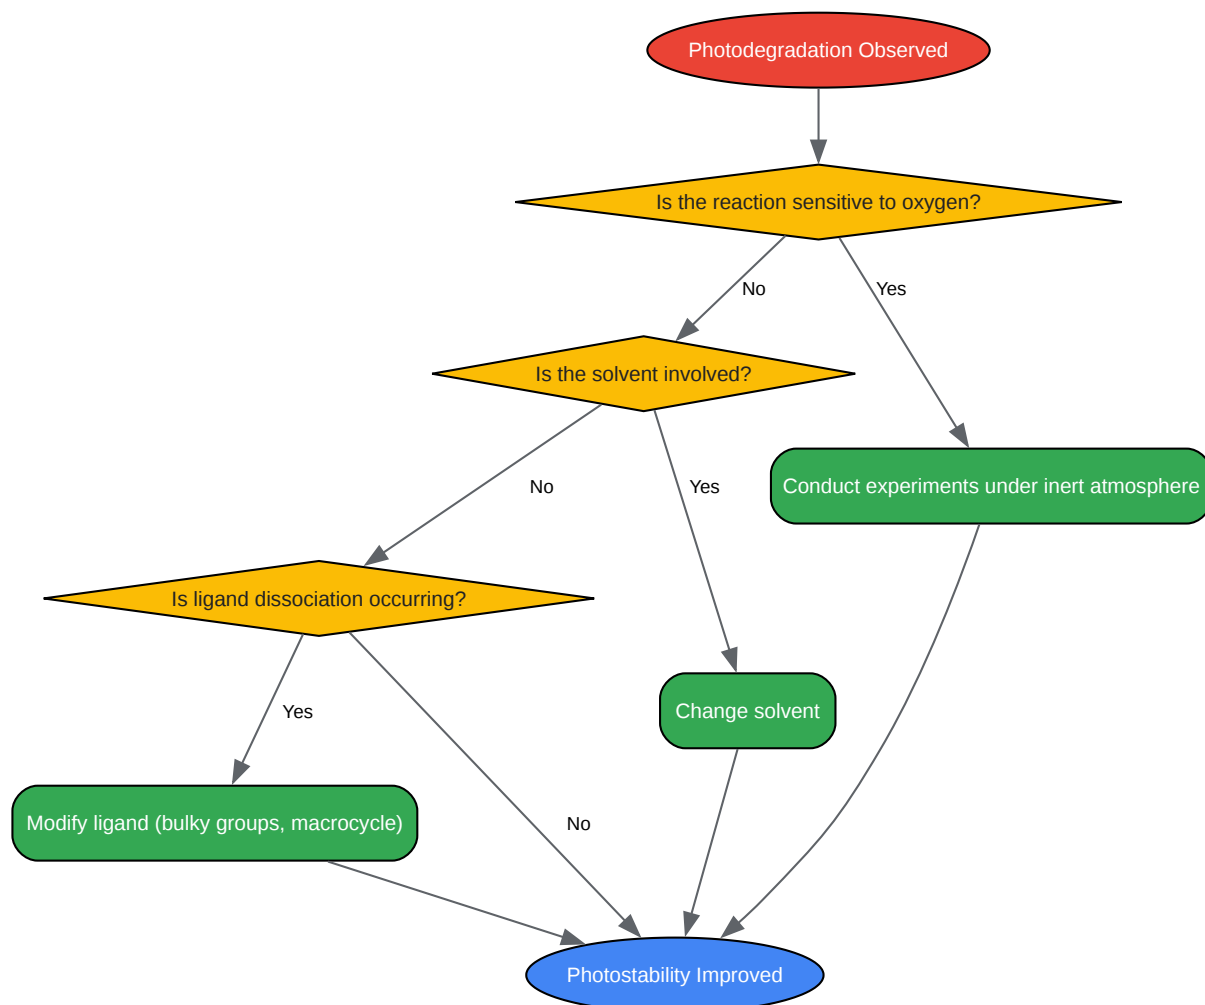 Photodegradation Observed
Is the reaction sensitive to oxygen?
No
Yes
Is the solvent involved?
No
Yes
Conduct experiments under inert atmosphere
Is ligand dissociation occurring?
Yes
Change solvent
Modify ligand (bulky groups, macrocycle)
No
Photostability Improved